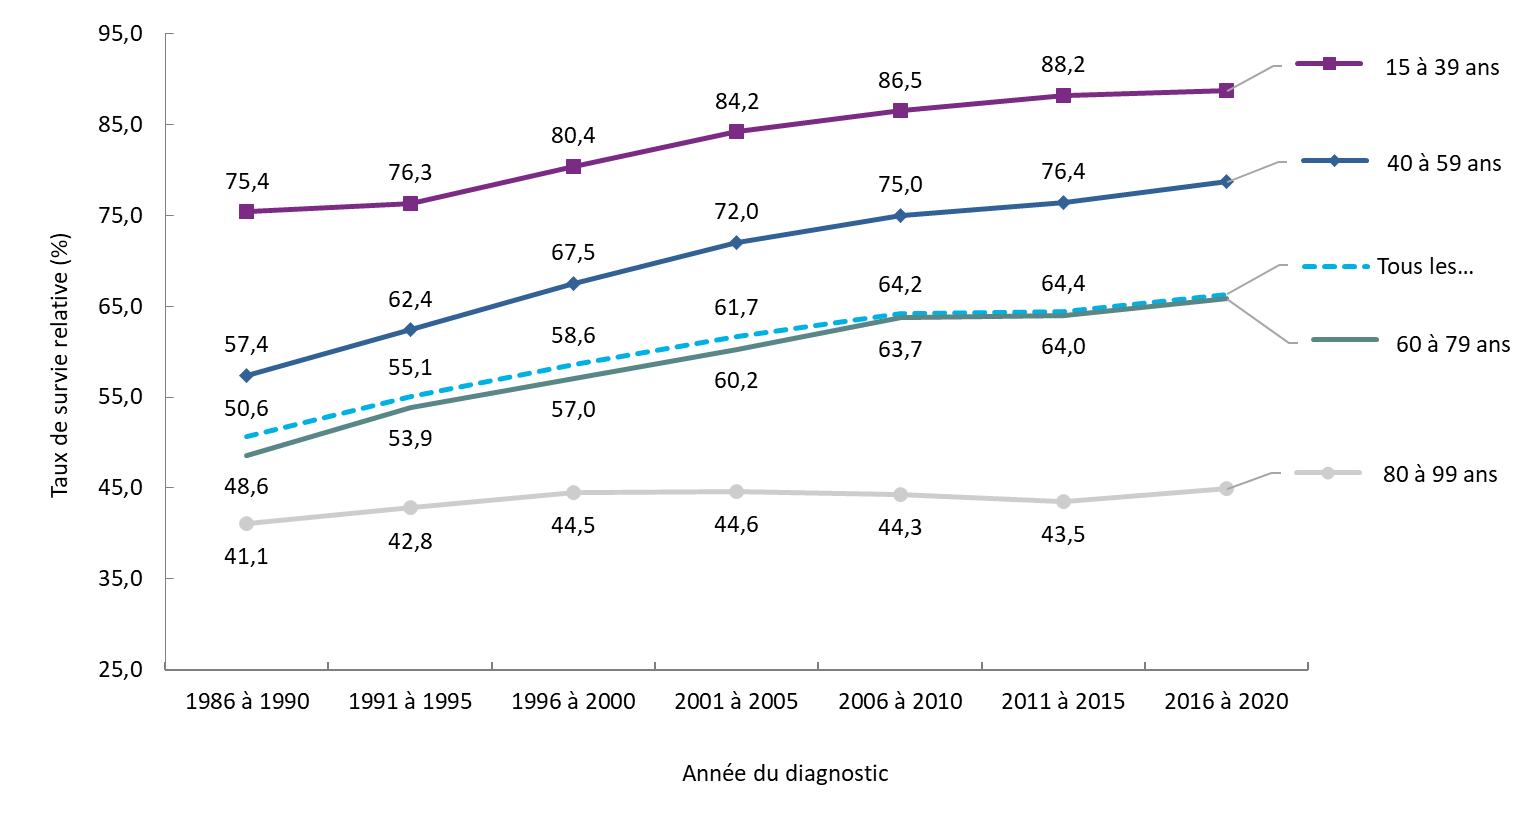 95,0
85,0
75,0
65,0
55,0
45,0
35,0
25,0
Taux de survie relative (%)
75,4
76,3
80,4
84,2
86,5
88,2
57,4
62,4
67,5
72,0
75,0
76,4
50,6
55,1
58,6
61,7
64,2
64,4
48,6
53,9
57,0
60,2
63,7
64,0
41,1
42,8
44,5
44,6
44,3
43,5
15 à 39 ans
40 à 59 ans
Tous les...
60 à 79 ans
80 à 99 ans
1986 à 1990
1991 à 1995
1996 à 2000
2001 à 2005
2006 à 2010
2011 à 2015
2016 à 2020
Année du diagnostic